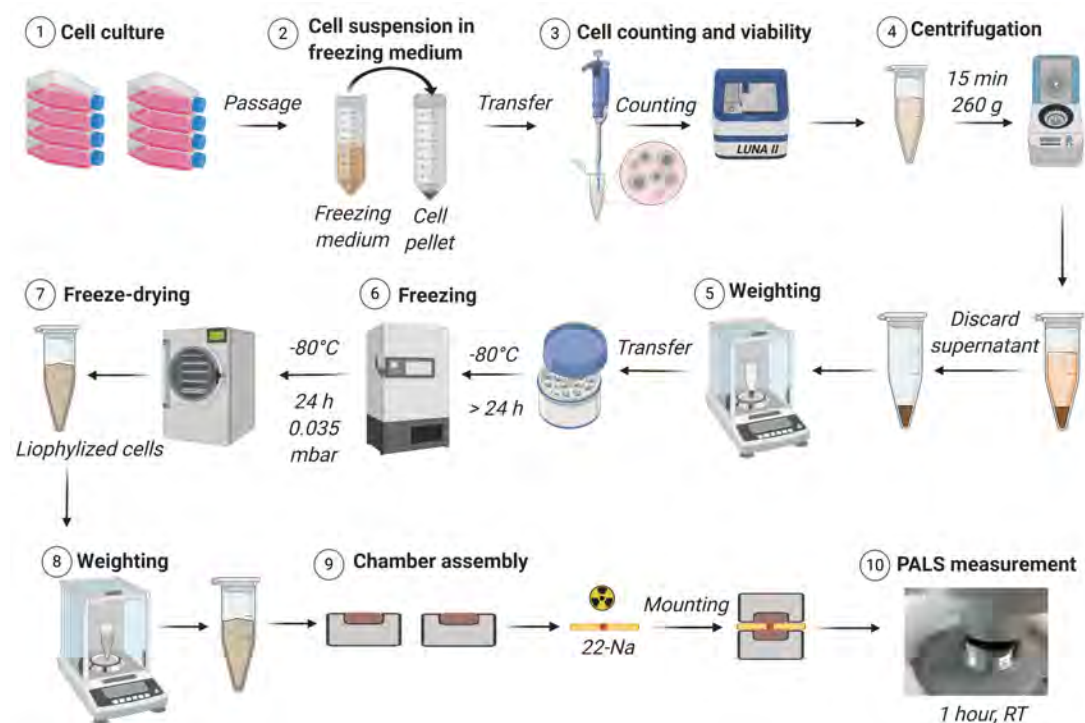 1 Cell culture
Passage
2 Cell suspension in
freezing medium
Freezing
medium
Cell
pellet
Transfer
3 Cell counting and viability
Counting
LUNA II
4 Centrifugation
15 min
260 g
Discard
supernatant
5 Weighting
Transfer
6 Freezing
-80°C
> 24 h
7 Freeze-drying
-80°C
24 h
0.035
mbar
Liophylized cells
8 Weighting
9 Chamber assembly
22-Na
Mounting
10 PALS measurement
1 hour, RT